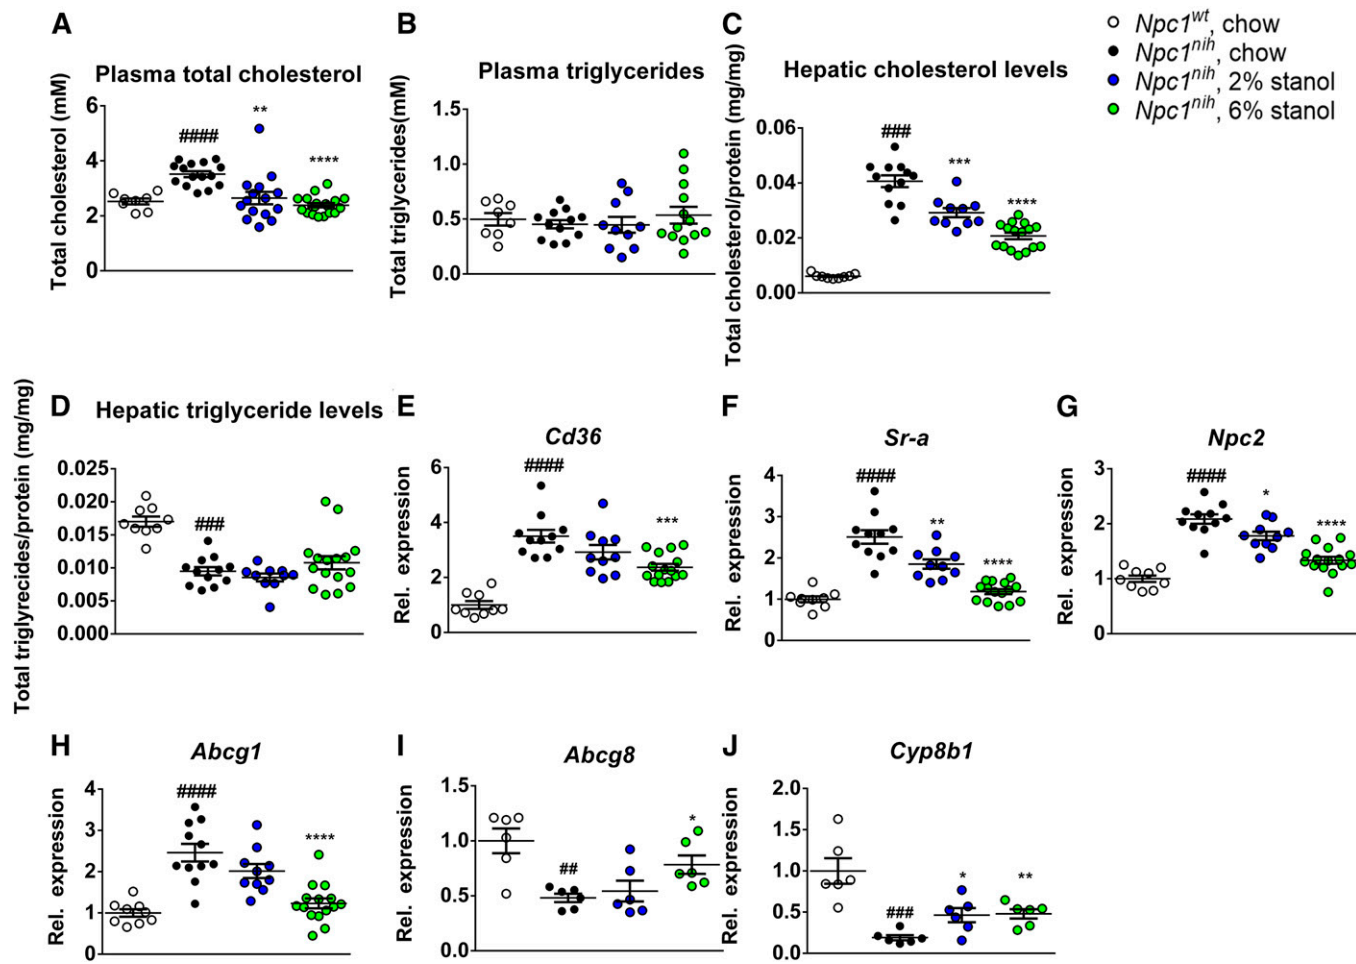 A
Plasma total cholesterol
Total cholesterol (mM)
6
4
2
0
####
**
****
B
Plasma triglycerides
Total triglycerides(mM)
1.5
1.0
0.5
0.0
C
Hepatic cholesterol levels
Total cholesterol/protein (mg/mg)
0.06
0.04
0.02
0.00
###
***
****
Npc1wt, chow
Npc1nih, chow
Npc1nih, 2% stanol
Npc1nih, 6% stanol
D
Hepatic triglyceride levels
Total triglyrecides/protein (mg/mg)
0.025
0.020
0.015
0.010
0.005
0.000
###
E
Cd36
Rel. expression
6
4
2
0
####
***
F
Sr-a
Rel. expression
4
3
2
1
0
####
**
****
G
Npc2
Rel. expression
3
2
1
0
####
*
****
H
Abcg1
Rel. expression
4
3
2
1
0
####
****
I
Abcg8
Rel. expression
1.5
1.0
0.5
0.0
##
*
J
Cyp8b1
Rel. expression
2.0
1.5
1.0
0.5
0.0
###
*
**